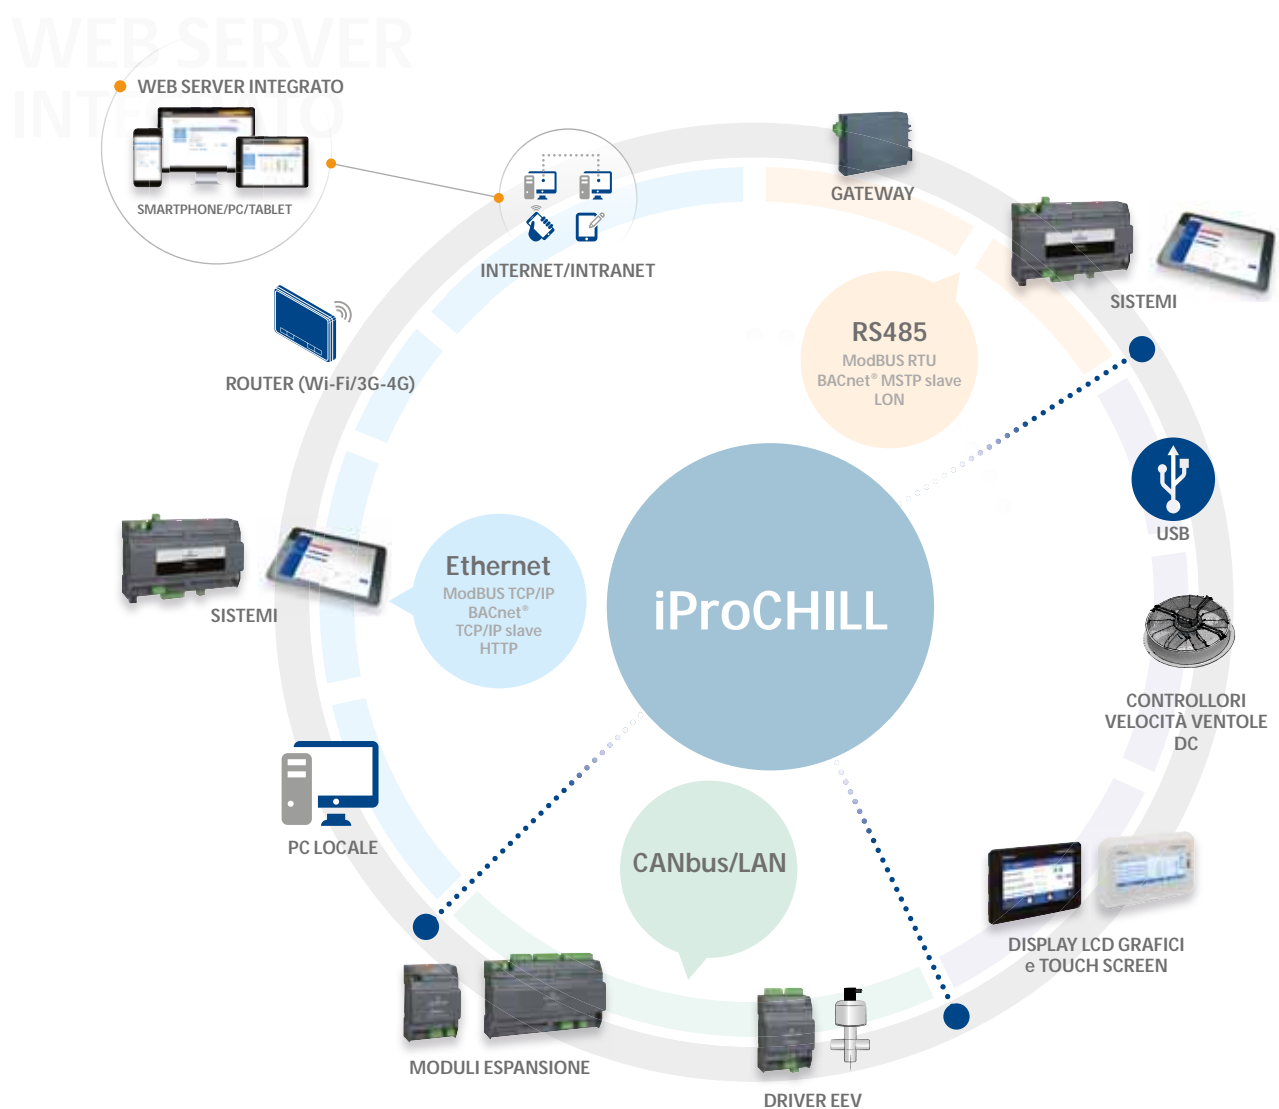 WEB SERVER
INTEGRATO
WEB SERVER INTEGRATO
SMARTPHONE/PC/TABLET
INTERNET/INTRANET
GATEWAY
SISTEMI
ROUTER (Wi-Fi/3G-4G)
RS485
ModBUS RTU
BACnet® MSTP slave
LON
USB
SISTEMI
Ethernet
ModBUS TCP/IP
BACnet®
TCP/IP slave
HTTP
iProCHILL
CONTROLLORI
VELOCITÀ VENTOLE
DC
PC LOCALE
CANbus/LAN
DISPLAY LCD GRAFICI
e TOUCH SCREEN
MODULI ESPANSIONE
DRIVER EEV